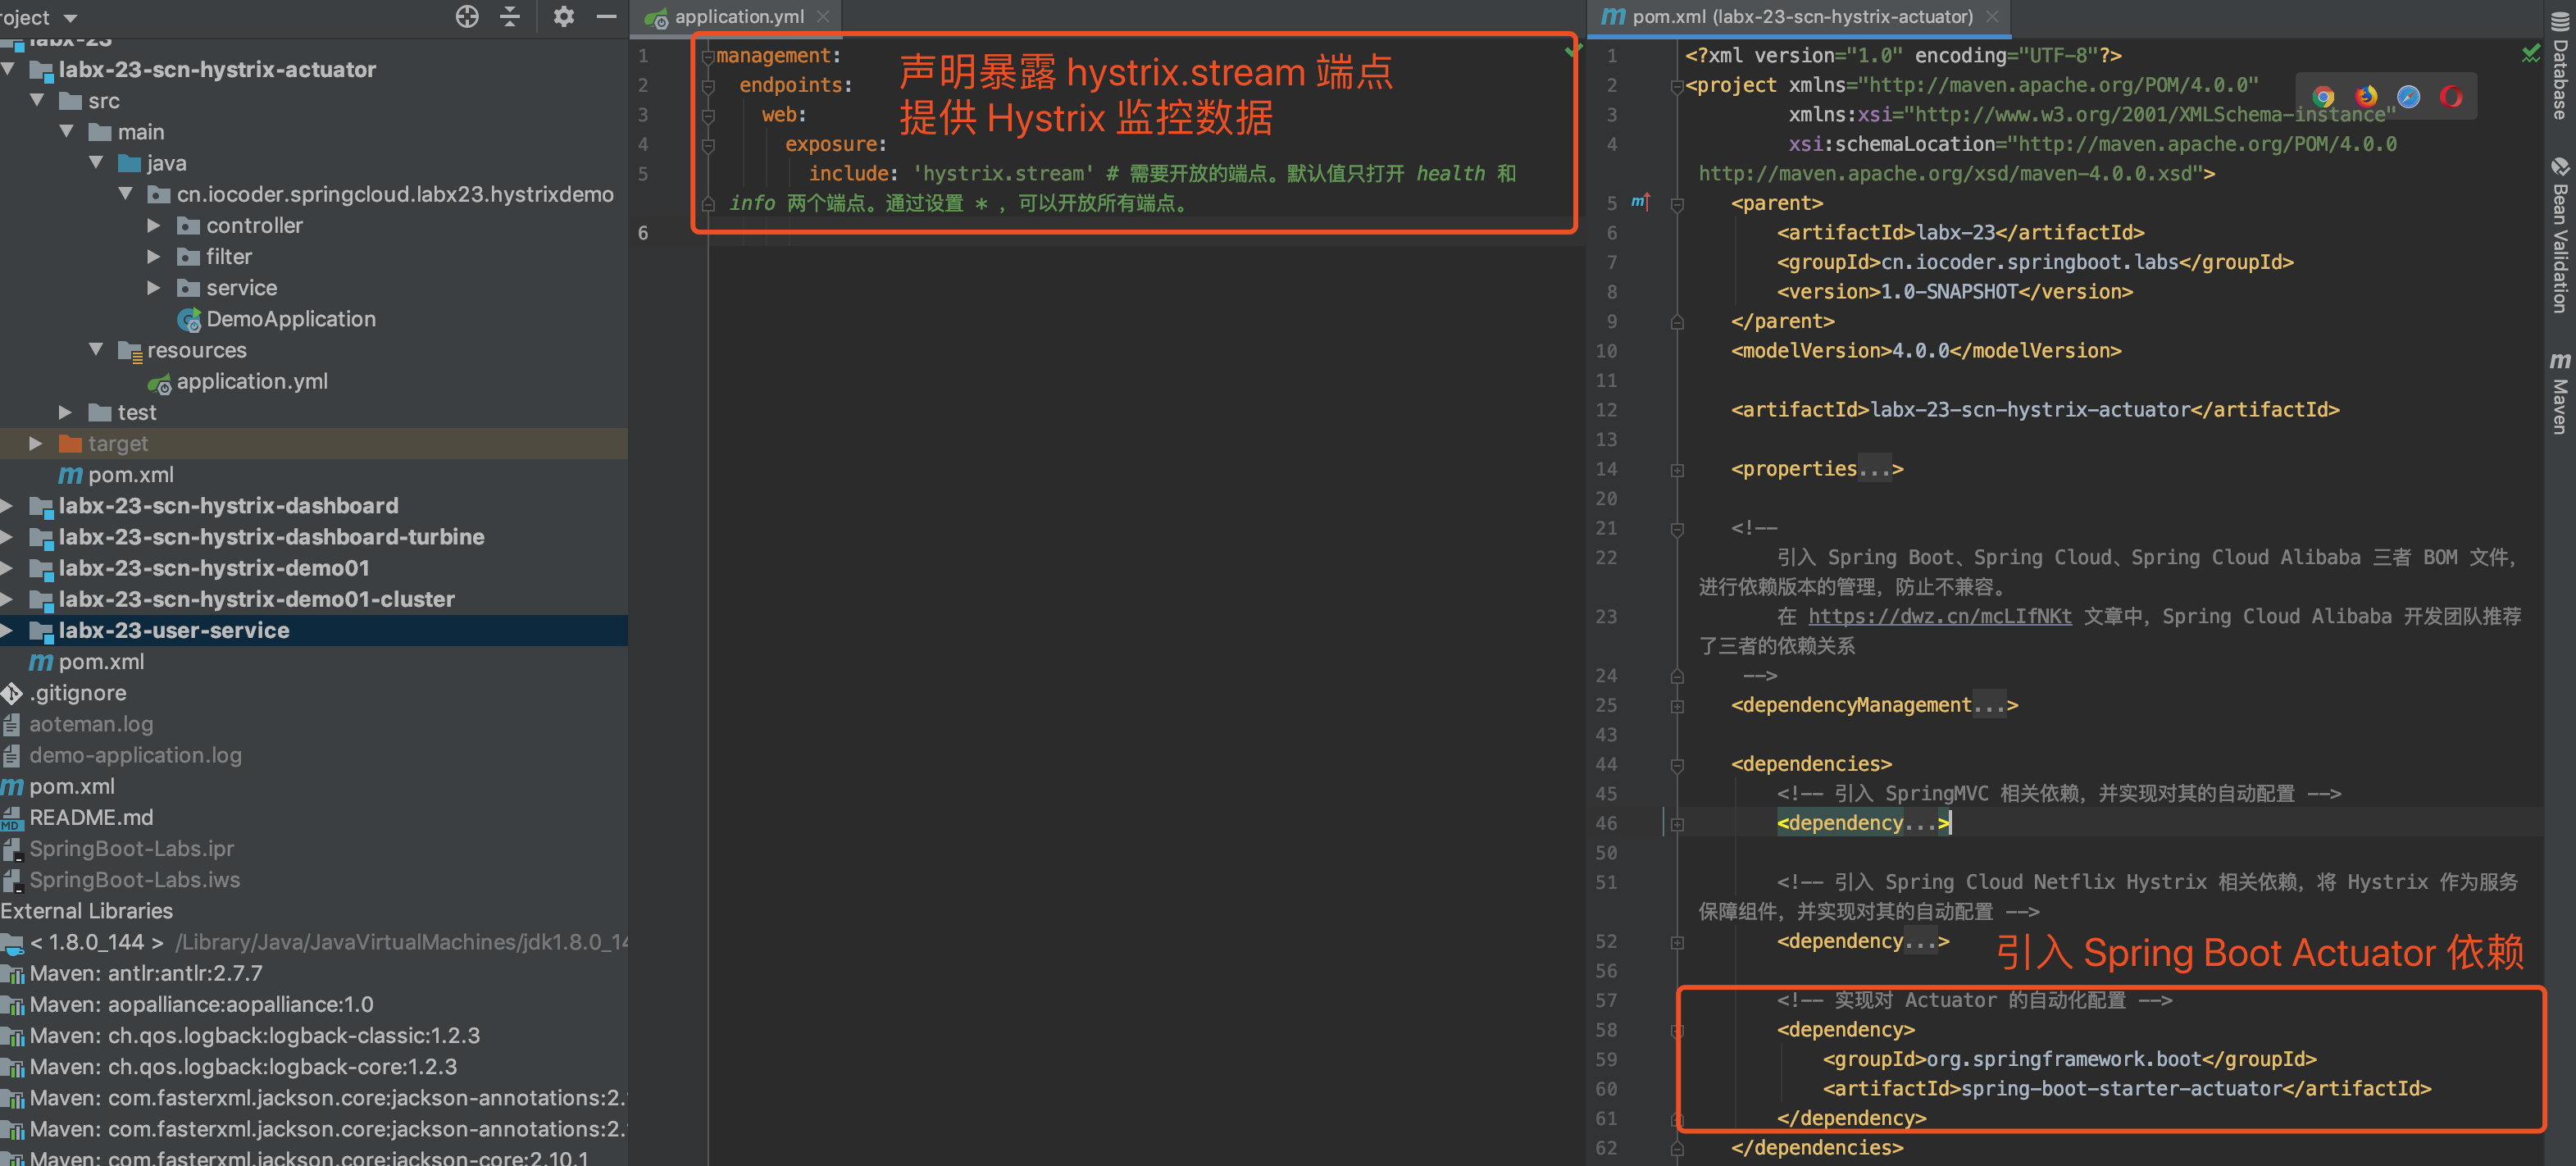 roject
labx-23
labx-23-scn-hystrix-actuator
src
main
java
cn.iocoder.springcloud.labx23.hystrixdemo
controller
filter
service
DemoApplication
resources
application.yml
test
target
pom.xml
labx-23-scn-hystrix-dashboard
labx-23-scn-hystrix-dashboard-turbine
labx-23-scn-hystrix-demo01
labx-23-scn-hystrix-demo01-cluster
labx-23-user-service
pom.xml
.gitignore
aoteman.log
demo-application.log
pom.xml
README.md
SpringBoot-Labs.ipr
SpringBoot-Labs.iws
External Libraries
< 1.8.0_144 > /Library/Java/JavaVirtualMachines/jdk1.8.0_14
Maven: antlr:antlr:2.7.7
Maven: aopalliance:aopalliance:1.0
Maven: ch.qos.logback:logback-classic:1.2.3
Maven: ch.qos.logback:logback-core:1.2.3
Maven: com.fasterxml.jackson.core:jackson-annotations:2.
Maven: com.fasterxml.jackson.core:jackson-annotations:2.
Maven: com.fasterxml.jackson.core:jackson-core:2.10.1
application.yml
1 management:
2 endpoints:
3 web:
4 exposure:
5 include: 'hystrix.stream' # 需要开放的端点。默认值只打开 health 和
info 两个端点。通过设置 * ，可以开放所有端点。
6
声明暴露 hystrix.stream 端点
提供 Hystrix 监控数据
pom.xml (labx-23-scn-hystrix-actuator)
1 <?xml version="1.0" encoding="UTF-8"?>
2 <project xmlns="http://maven.apache.org/POM/4.0.0"
3 xmlns:xsi="http://www.w3.org/2001/XMLSchema-instance"
4 xsi:schemaLocation="http://maven.apache.org/POM/4.0.0
http://maven.apache.org/xsd/maven-4.0.0.xsd">
5 <parent>
6 <artifactId>labx-23</artifactId>
7 <groupId>cn.iocoder.springboot.labs</groupId>
8 <version>1.0-SNAPSHOT</version>
9 </parent>
10 <modelVersion>4.0.0</modelVersion>
11
12 <artifactId>labx-23-scn-hystrix-actuator</artifactId>
13
14 <properties...>
20
21 <!--
22 引入 Spring Boot、Spring Cloud、Spring Cloud Alibaba 三者 BOM 文件，
进行依赖版本的管理，防止不兼容。
23 在 https://dwz.cn/mcLIfNKt 文章中，Spring Cloud Alibaba 开发团队推荐
了三者的依赖关系
24 -->
25 <dependencyManagement...>
43
44 <dependencies>
45 <!-- 引入 SpringMVC 相关依赖，并实现对其的自动配置 -->
46 <dependency...>
50
51 <!-- 引入 Spring Cloud Netflix Hystrix 相关依赖，将 Hystrix 作为服务
保障组件，并实现对其的自动配置 -->
52 <dependency...>
引入 Spring Boot Actuator 依赖
56
57 <!-- 实现对 Actuator 的自动化配置 -->
58 <dependency>
59 <groupId>org.springframework.boot</groupId>
60 <artifactId>spring-boot-starter-actuator</artifactId>
61 </dependency>
62 </dependencies>
Database
Bean Validation
Maven